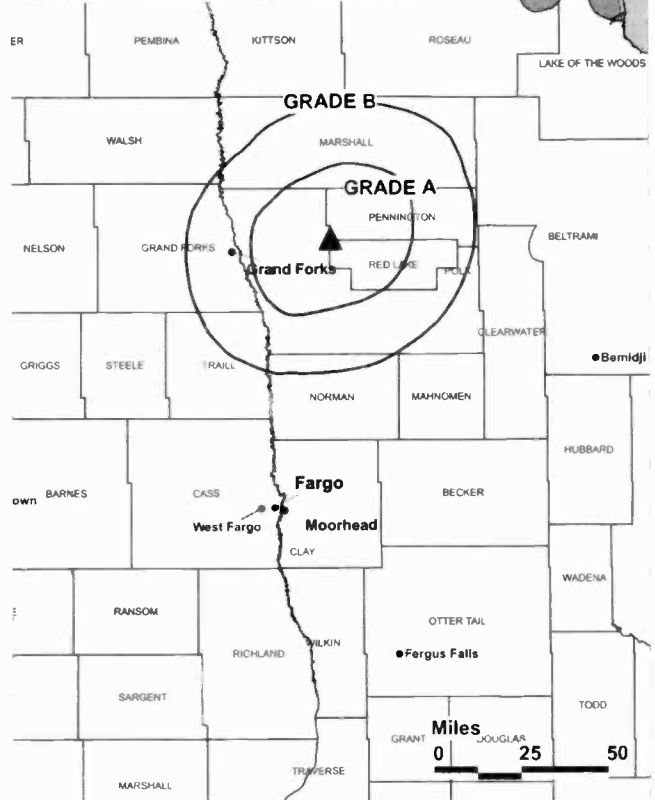 ER
PEMBINA
KITTSON
ROSEAU
LAKE OF THE WOODS
GRADE B
WALSH
MARSHALL
GRADE A
PENNINGTON
NELSON
GRAND FORKS
BELTRAMI
Grand Forks
RED LAKE
POLK
CLEARWATER
Bemidji
GRIGGS
STEELE
TRAILL
NORMAN
MAHNOMEN
HUBBARD
Fargo
own
BARNES
CASS
BECKER
West Fargo
Moorhead
CLAY
WADENA
RANSOM
OTTER TAIL
WILKIN
RICHLAND
Fergus Falls
SARGENT
TODD
Miles
GRANT
DOUGLAS
0 25 50
TRAVERSE
MARSHALL